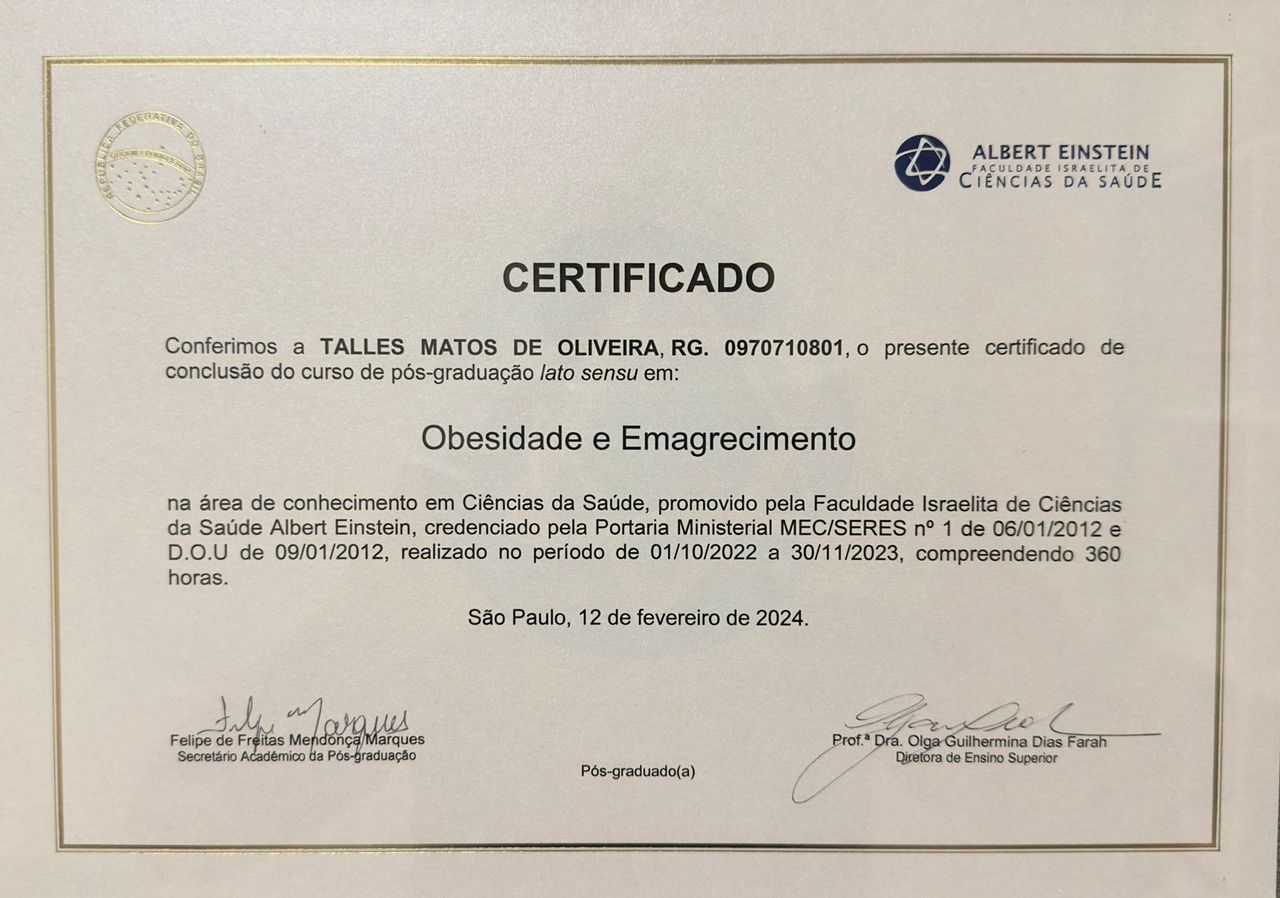 REPÚBLICA FEDERATIVA DO BRASIL
ALBERT EINSTEIN
FACULDADE ISRAELITA DE
CIÊNCIAS DA SAÚDE
CERTIFICADO
Conferimos a TALLES MATOS DE OLIVEIRA, RG. 0970710801, o presente certificado de
conclusão do curso de pós-graduação lato sensu em:
Obesidade e Emagrecimento
na área de conhecimento em Ciências da Saúde, promovido pela Faculdade Israelita de Ciências
da Saúde Albert Einstein, credenciado pela Portaria Ministerial MEC/SERES nº 1 de 06/01/2012 e
D.O.U de 09/01/2012, realizado no período de 01/10/2022 a 30/11/2023, compreendendo 360
horas.
São Paulo, 12 de fevereiro de 2024.
Felipe Marques
Felipe de Freitas Mendonça Marques
Secretário Acadêmico da Pós-graduação
Pós-graduado(a)
Prof.ª Dra. Olga Guilhermina Dias Farah
Diretora de Ensino Superior